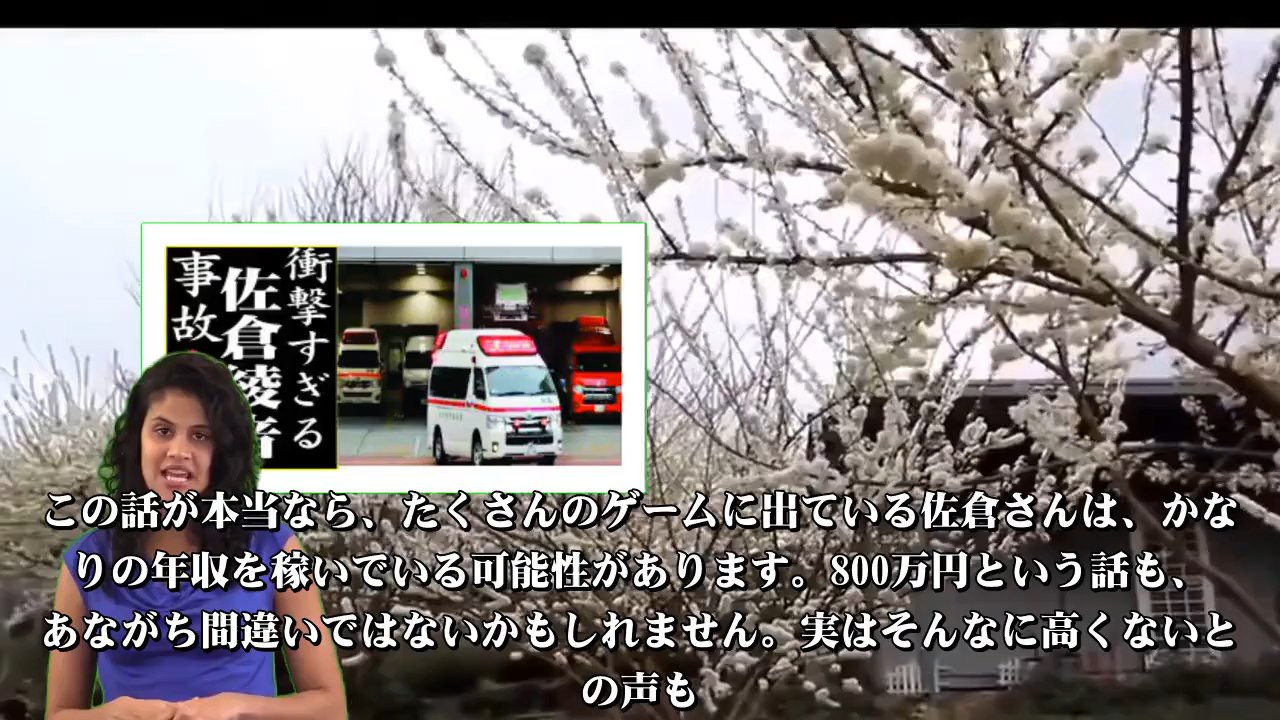 衝撃すぎる
佐倉綾音
事故
この話が本当なら、たくさんのゲームに出ている佐倉さんは、かな
りの年収を稼いでいる可能性があります。800万円という話も、
あながち間違いではないかもしれません。実はそんなに高くないと
の声も